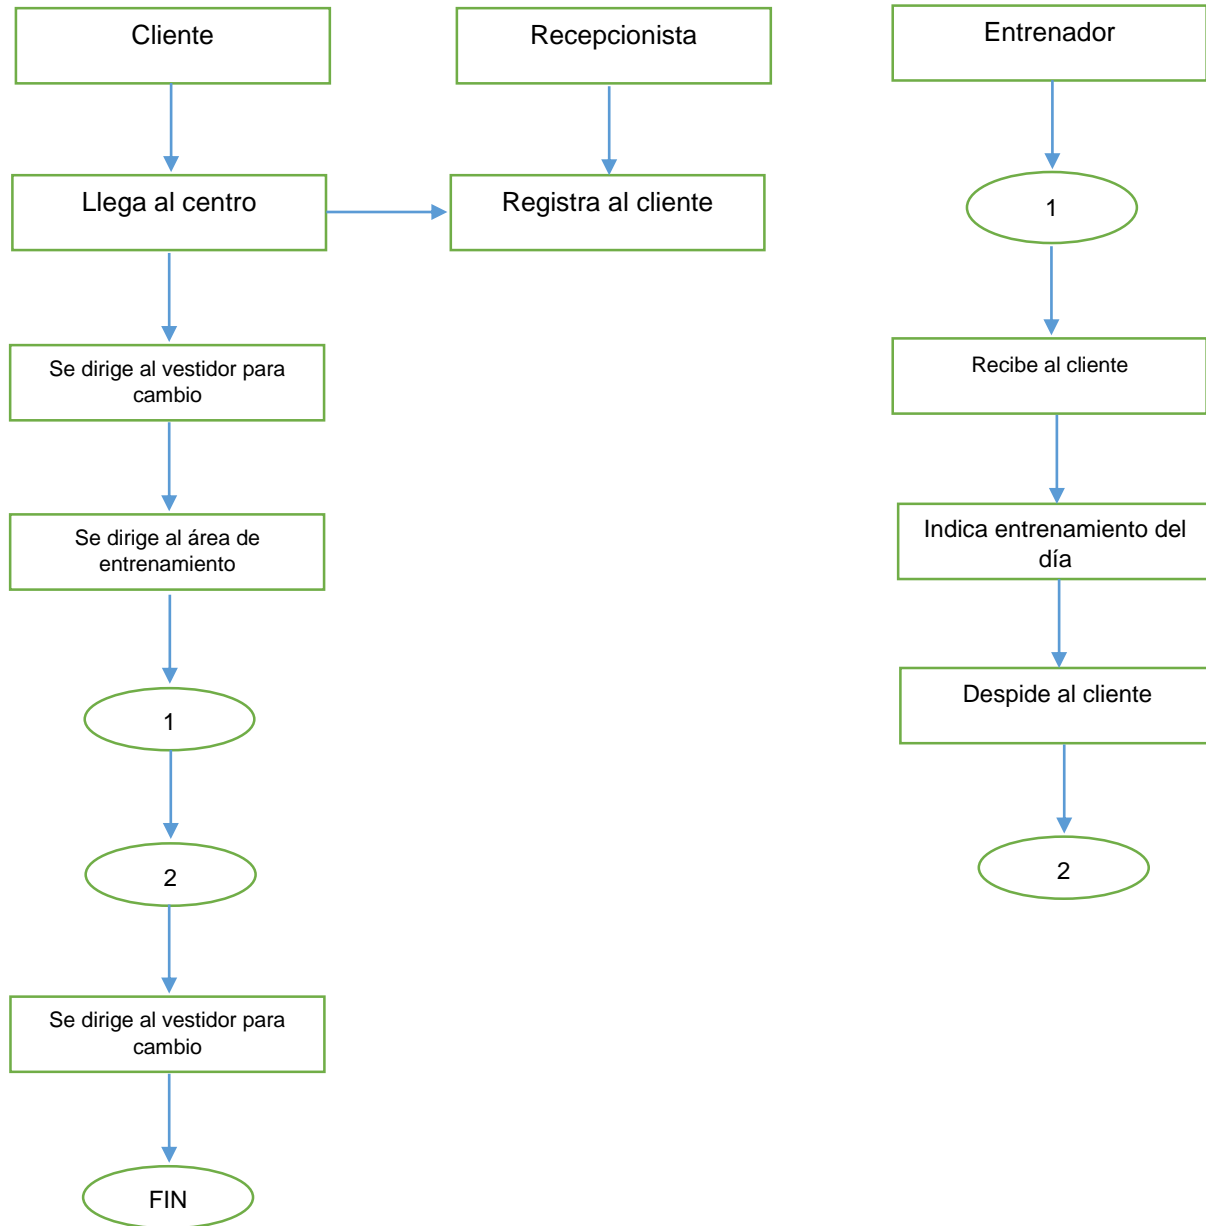 Cliente
Recepcionista
Entrenador
Llega al centro
Registra al cliente
1
Se dirige al vestidor para
cambio
Recibe al cliente
Se dirige al área de
entrenamiento
Indica entrenamiento del
día
1
Despide al cliente
2
2
Se dirige al vestidor para
cambio
FIN